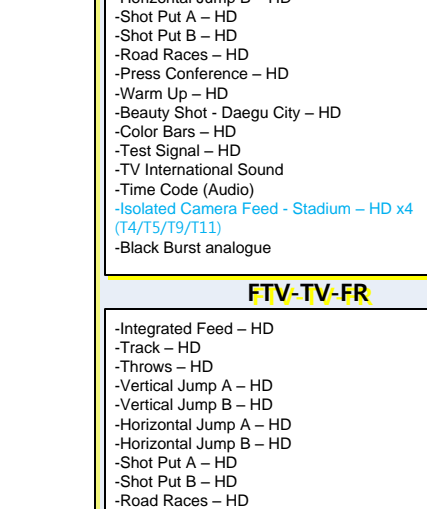 -Horizontal Jump B – HD
-Shot Put A – HD
-Shot Put B – HD
-Road Races – HD
-Press Conference – HD
-Warm Up – HD
-Beauty Shot - Daegu City – HD
-Color Bars – HD
-Test Signal – HD
-TV International Sound
-Time Code (Audio)
-Isolated Camera Feed - Stadium – HD x4
(T4/T5/T9/T11)
-Black Burst analogue
FTV-TV-FR
-Integrated Feed – HD
-Track – HD
-Throws – HD
-Vertical Jump A – HD
-Vertical Jump B – HD
-Horizontal Jump A – HD
-Horizontal Jump B – HD
-Shot Put A – HD
-Shot Put B – HD
-Road Races – HD